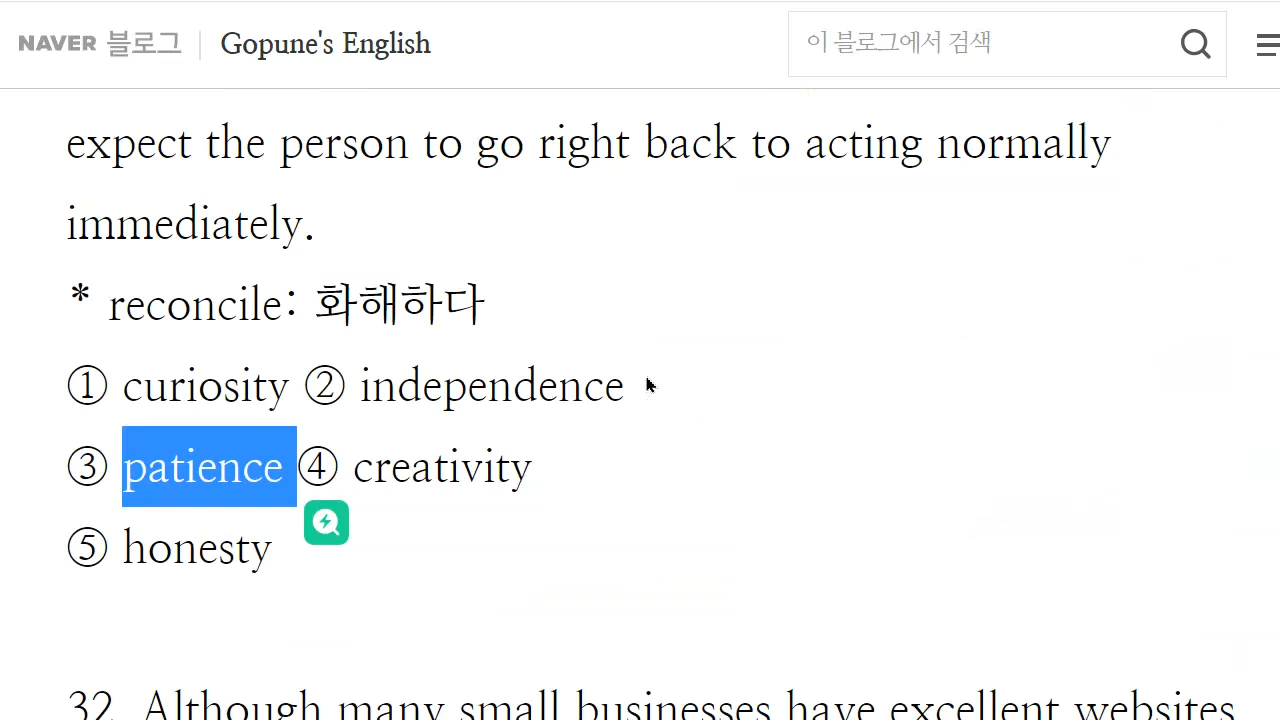 NAVER 블로그 | Gopune's English
이 블로그에서 검색
expect the person to go right back to acting normally
immediately.
* reconcile: 화해하다
① curiosity ② independence
③ patience ④ creativity
⑤ honesty
32. Although many small businesses have excellent websites